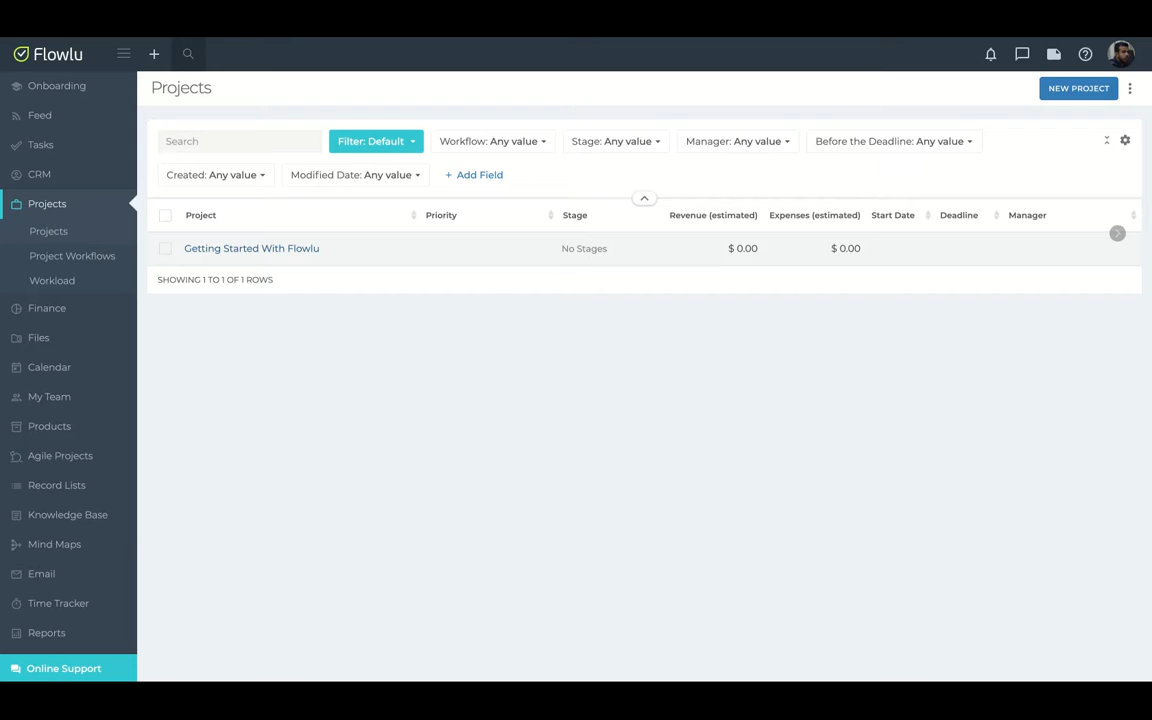 Flowlu
Onboarding
Feed
Tasks
CRM
Projects
Projects
Project Workflows
Workload
Finance
Files
Calendar
My Team
Products
Agile Projects
Record Lists
Knowledge Base
Mind Maps
Email
Time Tracker
Reports
Online Support
Projects
NEW PROJECT
Search
Filter: Default
Workflow: Any value
Stage: Any value
Manager: Any value
Before the Deadline: Any value
Created: Any value
Modified Date: Any value
+ Add Field
Project Priority Stage Revenue (estimated) Expenses (estimated) Start Date Deadline Manager
Getting Started With Flowlu No Stages $ 0.00 $ 0.00
SHOWING 1 TO 1 OF 1 ROWS